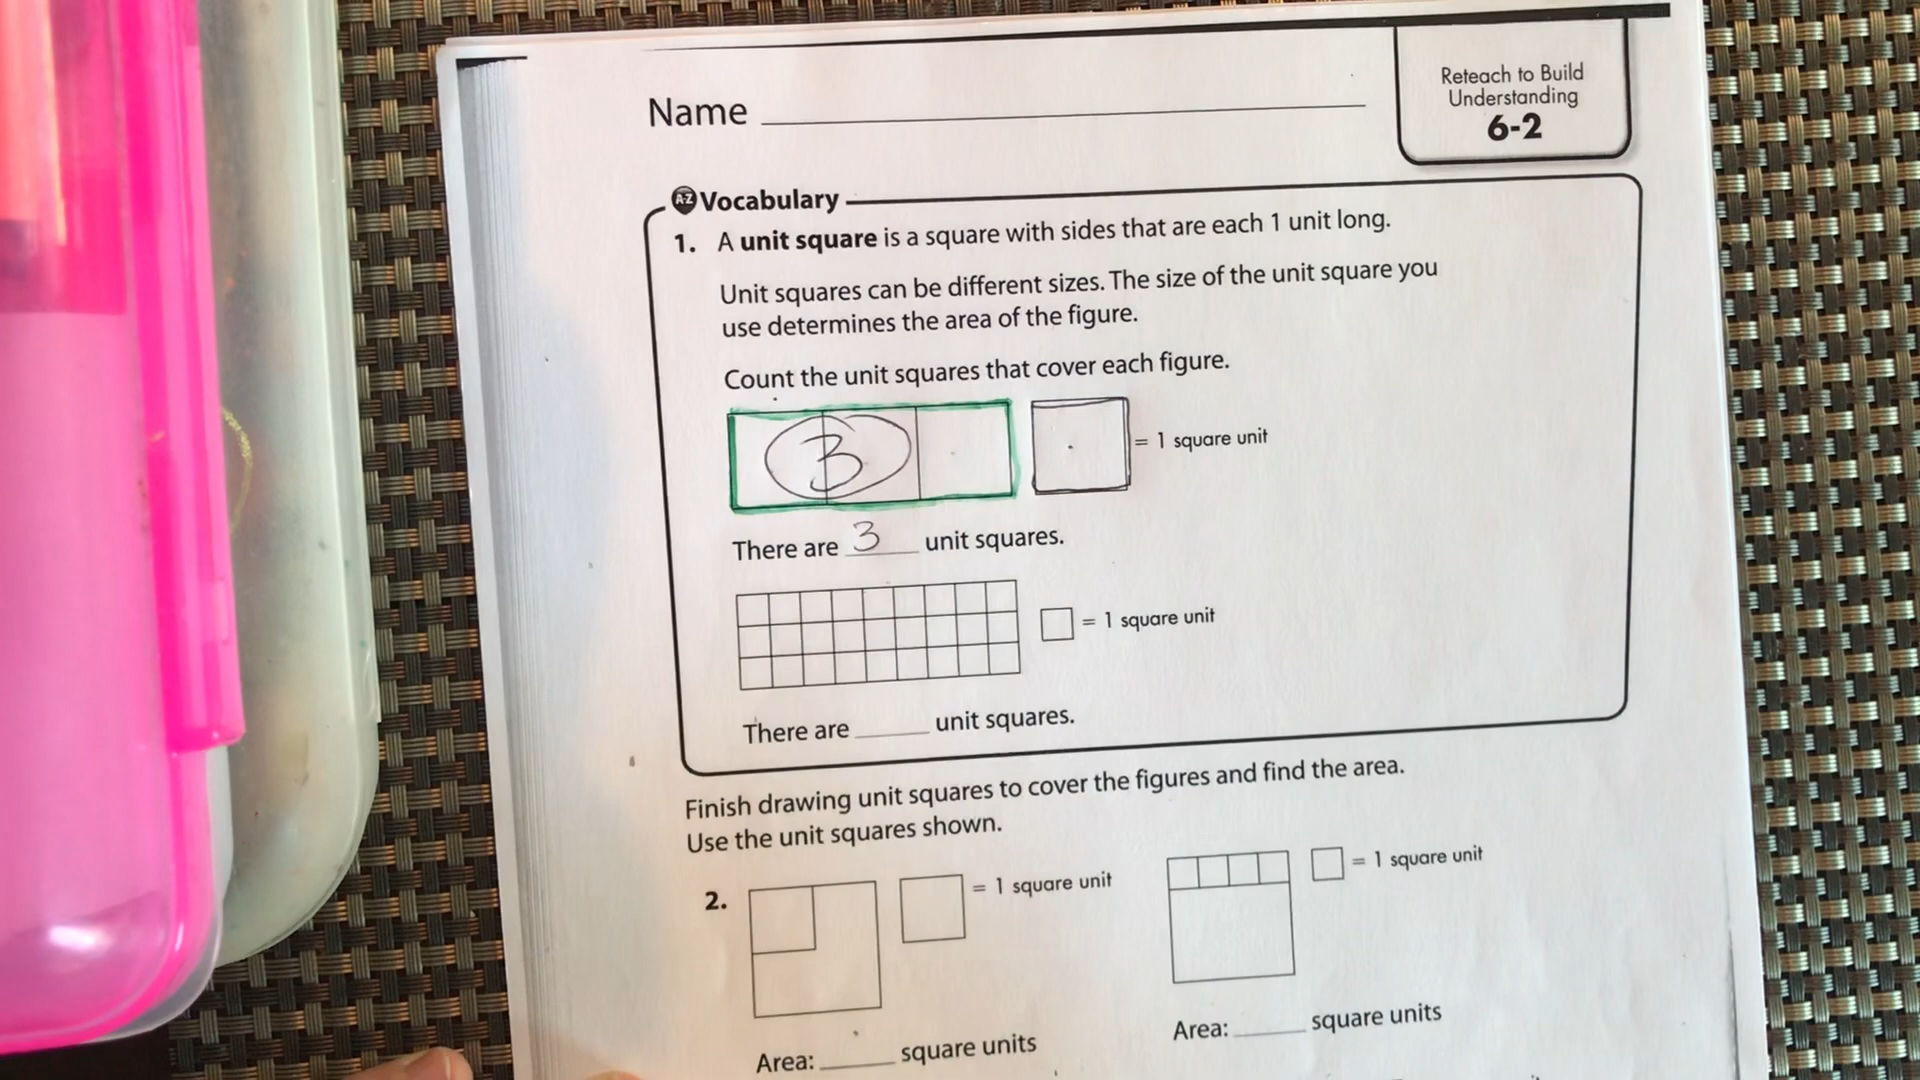 Name
Reteach to Build
Understanding
6-2
A-Z Vocabulary
1. A unit square is a square with sides that are each 1 unit long.
Unit squares can be different sizes. The size of the unit square you
use determines the area of the figure.
Count the unit squares that cover each figure.
3 = 1 square unit
There are 3 unit squares.
= 1 square unit
There are _____ unit squares.
Finish drawing unit squares to cover the figures and find the area.
Use the unit squares shown.
2. = 1 square unit
= 1 square unit
Area: _____ square units
Area: _____ square units